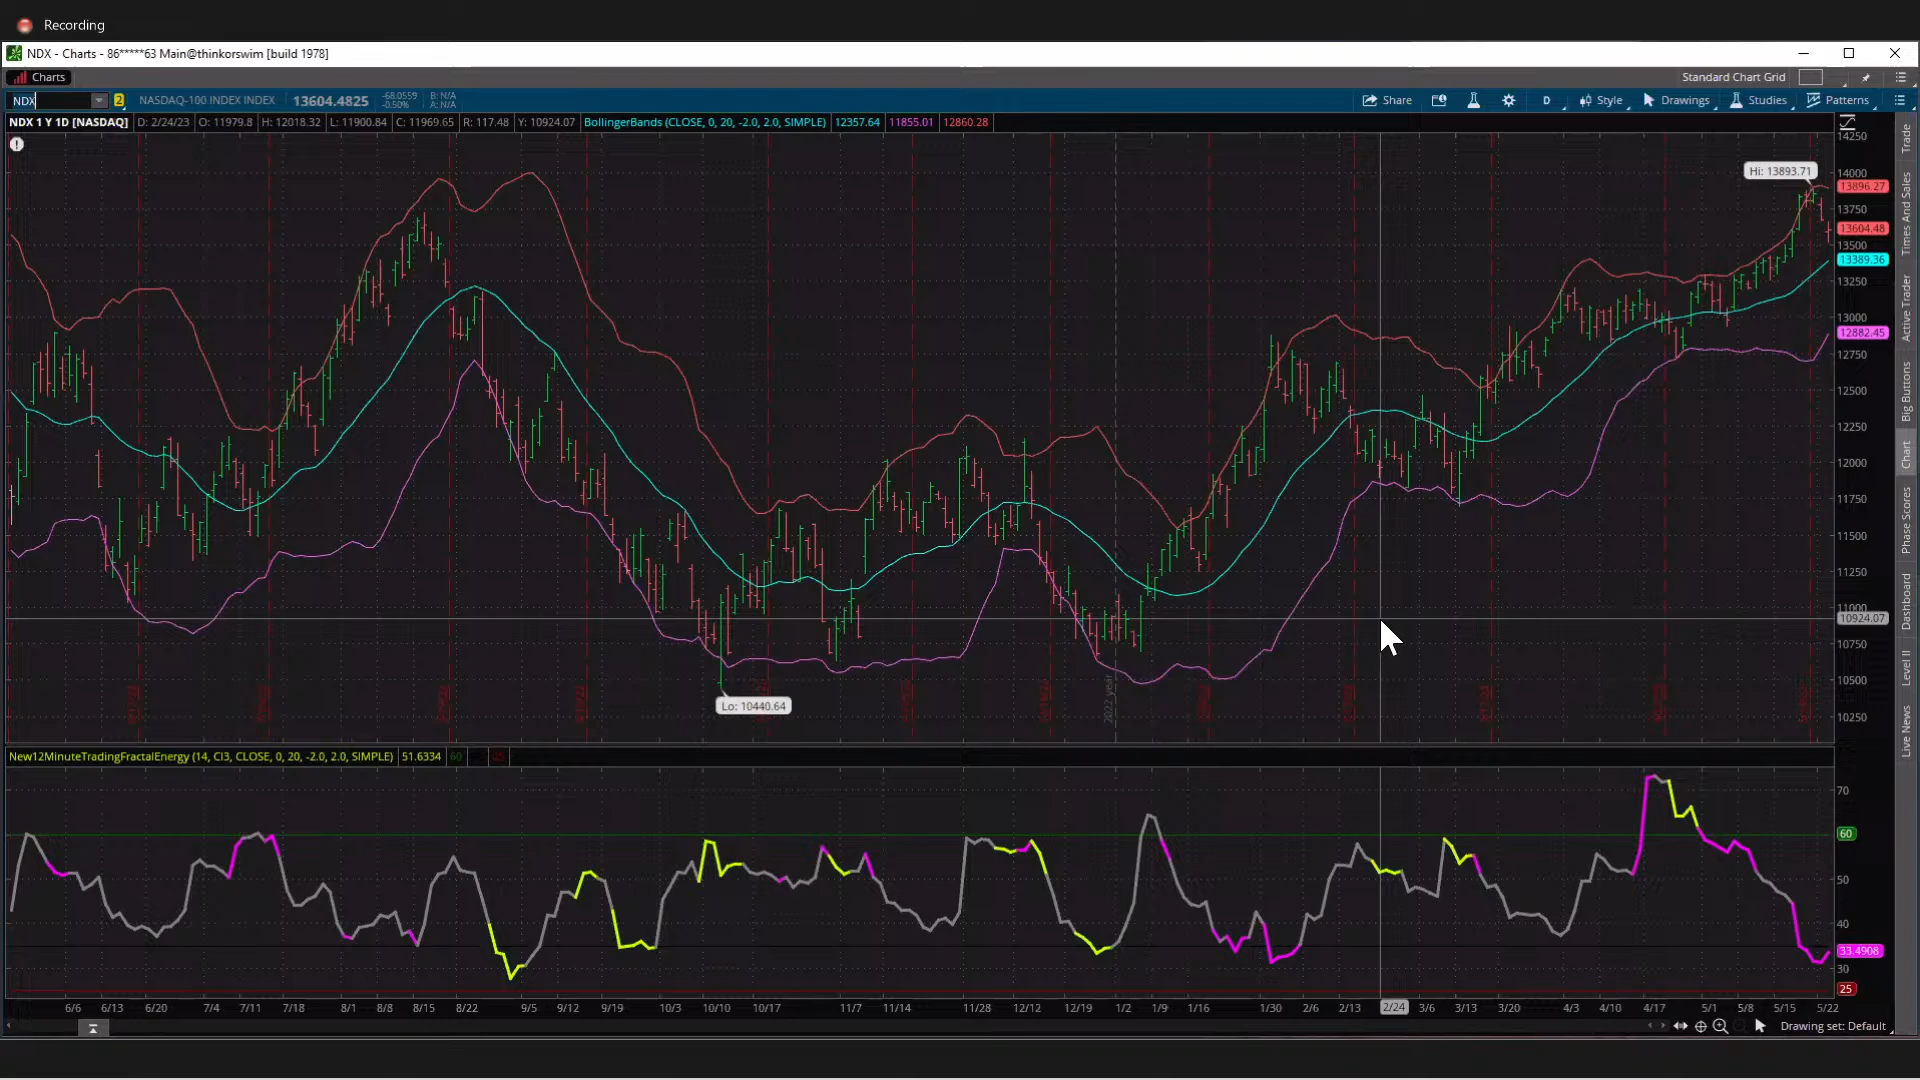 Recording
NDX - Charts - 86*****63 Main@thinkorswim [build 1978]
Charts
Standard Chart Grid
NDX
2
NASDAQ-100 INDEX INDEX
13604.4825
-68.0559
-0.50%
B: N/A
A: N/A
Share
D
Style
Drawings
Studies
Patterns
NDX 1 Y 1D [NASDAQ] D: 2/24/23 O: 11979.8 H: 12018.32 L: 11900.84 C: 11969.65 R: 117.48 Y: 10924.07 BollingerBands (CLOSE, 0, 20, -2.0, 2.0, SIMPLE) 12357.64 11855.01 12860.28
14250
Hi: 13893.71
14000
13896.27
13750
13604.48
13500
13389.36
13250
13000
12882.45
12750
12500
12250
12000
11750
11500
11250
11000
10924.07
10750
10500
10250
Lo: 10440.64
2022 year
Trade
Times And Sales
Active Trader
Big Buttons
Chart
Phase Scores
Dashboard
Level II
Live News
New12MinuteTradingFractalEnergy (14, CI3, CLOSE, 0, 20, -2.0, 2.0, SIMPLE) 51.6334 60 25
70
60
50
40
33.4908
30
25
6/6 6/13 6/20 7/4 7/11 7/18 8/1 8/8 8/15 8/22 9/5 9/12 9/19 10/3 10/10 10/17 11/7 11/14 11/28 12/12 12/19 1/2 1/9 1/16 1/30 2/6 2/13 2/24 3/6 3/13 3/20 4/3 4/10 4/17 5/1 5/8 5/15 5/22
Drawing set: Default